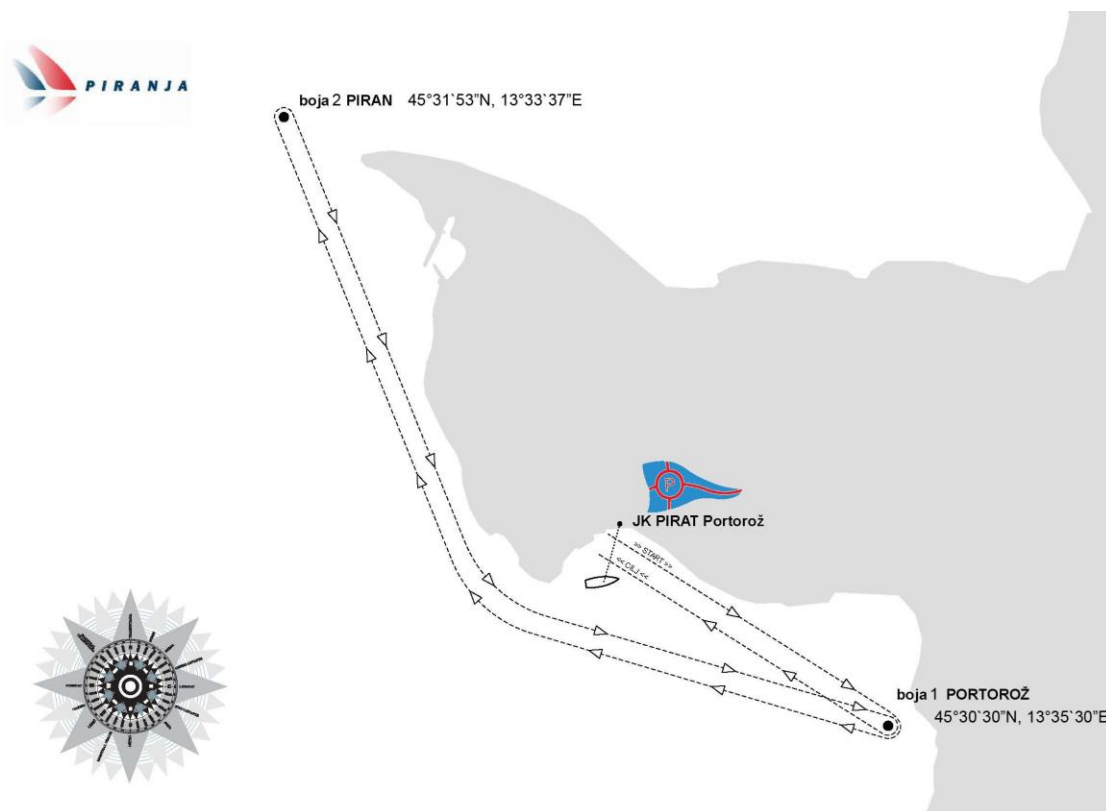 PIRANJA
boja 2 PIRAN 45°31`53”N, 13°33`37”E
P
JK PIRAT Portorož
>> START >>
<< CILJ <<
boja 1 PORTOROŽ
45°30`30”N, 13°35`30”E